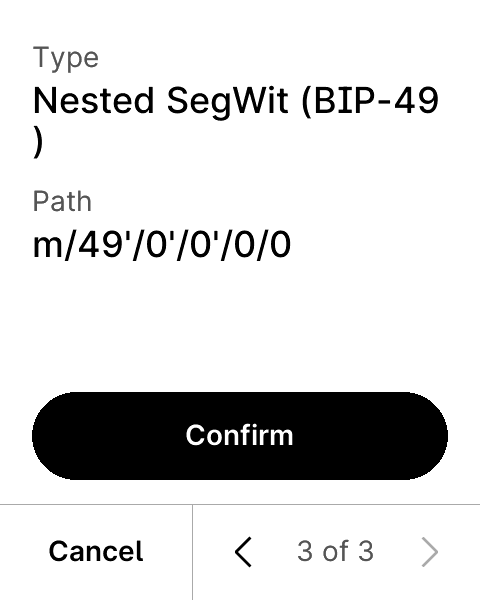 Type
Nested SegWit (BIP-49
)
Path
m/49'/0'/0'/0/0
Confirm
Cancel
3 of 3